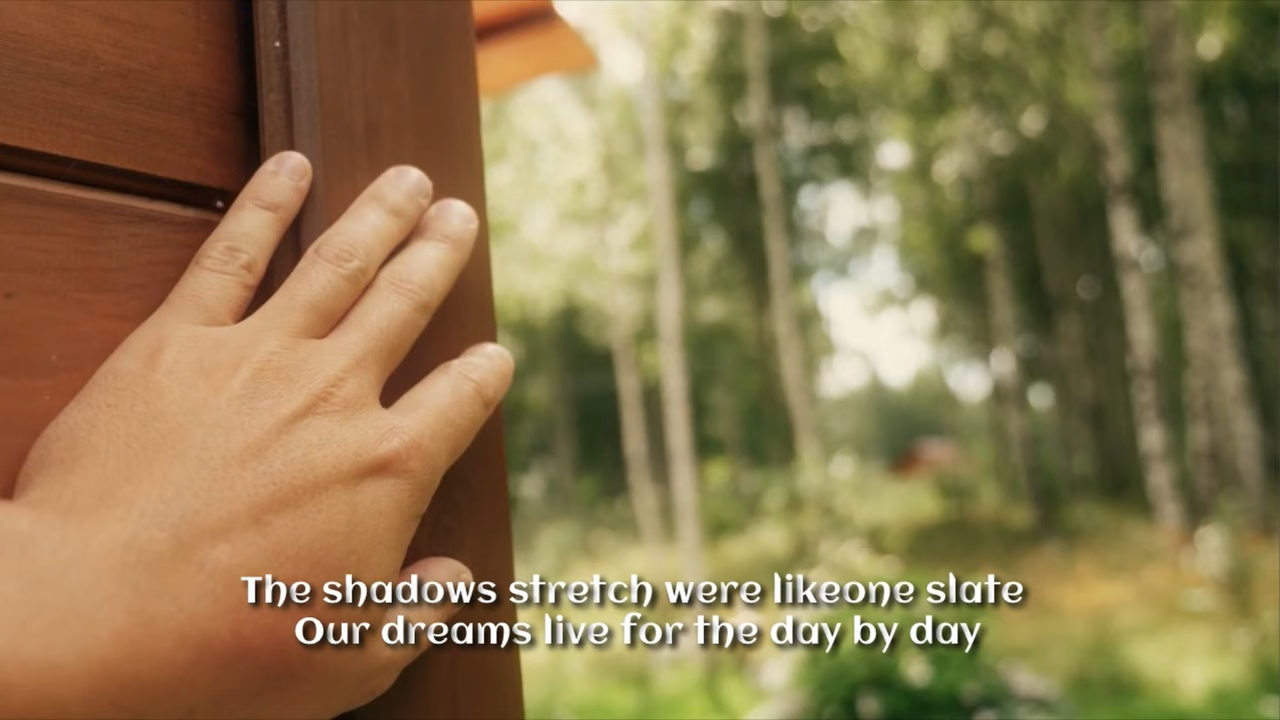 The shadows stretch were likeone slate
Our dreams live for the day by day